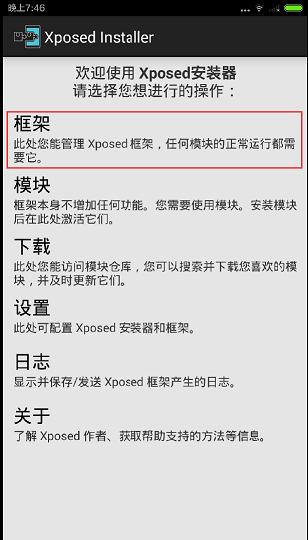 晚上7:46
Xposed Installer
欢迎使用 Xposed安装器
请选择您想进行的操作：
框架
此处您能管理 Xposed 框架，任何模块的正常运行都需
要它。
模块
框架本身不增加任何功能。您需要使用模块。安装模块
后在此处激活它们。
下载
此处您能访问模块仓库，您可以搜索并下载您喜欢的模
块，并及时更新它们。
设置
此处可配置 Xposed 安装器和框架。
日志
显示并保存/发送 Xposed 框架产生的日志。
关于
了解 Xposed 作者、获取帮助支持的方法等信息。